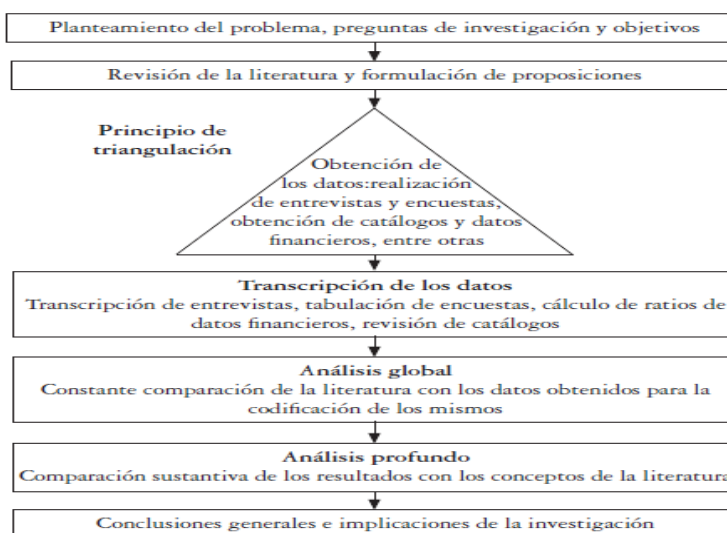 Planteamiento del problema, preguntas de investigación y objetivos
Revisión de la literatura y formulación de proposiciones
Principio de
triangulación
Obtención de
los datos:realización
de entrevistas y encuestas,
obtención de catálogos y datos
financieros, entre otras
Transcripción de los datos
Transcripción de entrevistas, tabulación de encuestas, cálculo de ratios de
datos financieros, revisión de catálogos
Análisis global
Constante comparación de la literatura con los datos obtenidos para la
codificación de los mismos
Análisis profundo
Comparación sustantiva de los resultados con los conceptos de la literatura
Conclusiones generales e implicaciones de la investigación